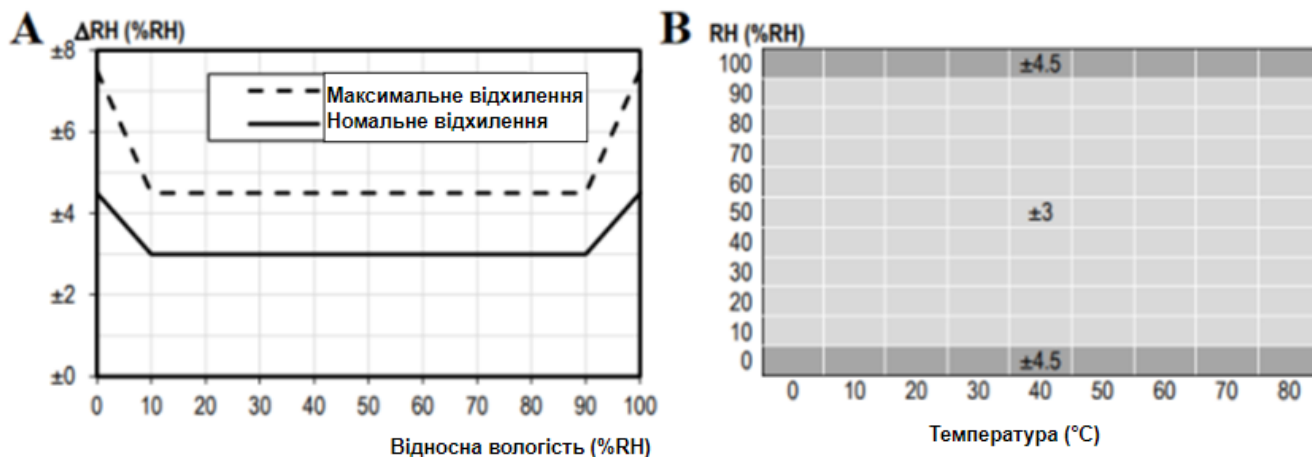 A
ΔRH (%RH)
±8
±6
±4
±2
±0
Максимальне відхилення
Номальне відхилення
0 10 20 30 40 50 60 70 80 90 100
Відносна вологість (%RH)
B
RH (%RH)
100
90
80
70
60
50
40
30
20
10
0
±4.5
±3
±4.5
0 10 20 30 40 50 60 70 80
Температура (°C)